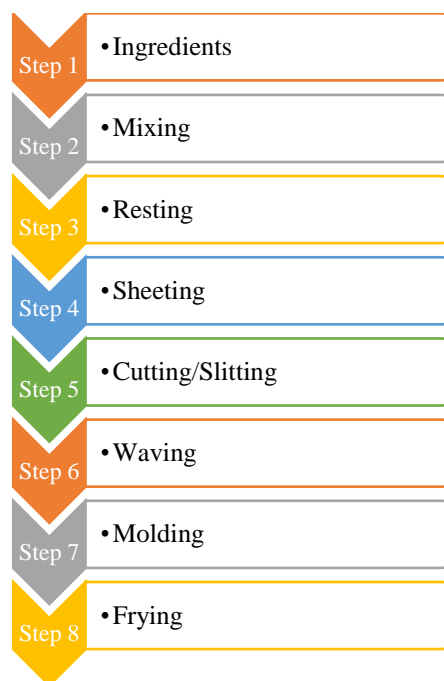 Step 1
•Ingredients
Step 2
•Mixing
Step 3
•Resting
Step 4
•Sheeting
Step 5
•Cutting/Slitting
Step 6
•Waving
Step 7
•Molding
Step 8
•Frying